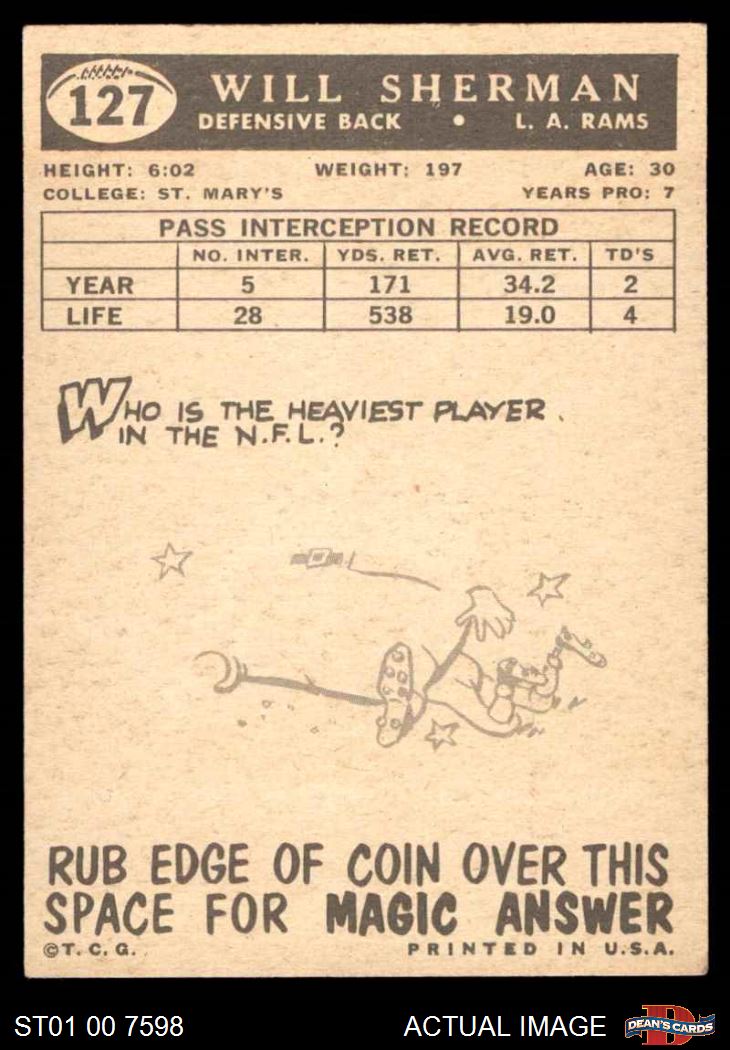 127
WILL SHERMAN
DEFENSIVE BACK • L. A. RAMS
HEIGHT: 6:02 WEIGHT: 197 AGE: 30
COLLEGE: ST. MARY'S YEARS PRO: 7
PASS INTERCEPTION RECORD
NO. INTER. YDS. RET. AVG. RET. TD'S
YEAR 5 171 34.2 2
LIFE 28 538 19.0 4
WHO IS THE HEAVIEST PLAYER
IN THE N.F.L.?
RUB EDGE OF COIN OVER THIS
SPACE FOR MAGIC ANSWER
©T. C. G. PRINTED IN U.S.A.
ST01 00 7598 ACTUAL IMAGE D DEAN'S CARDS